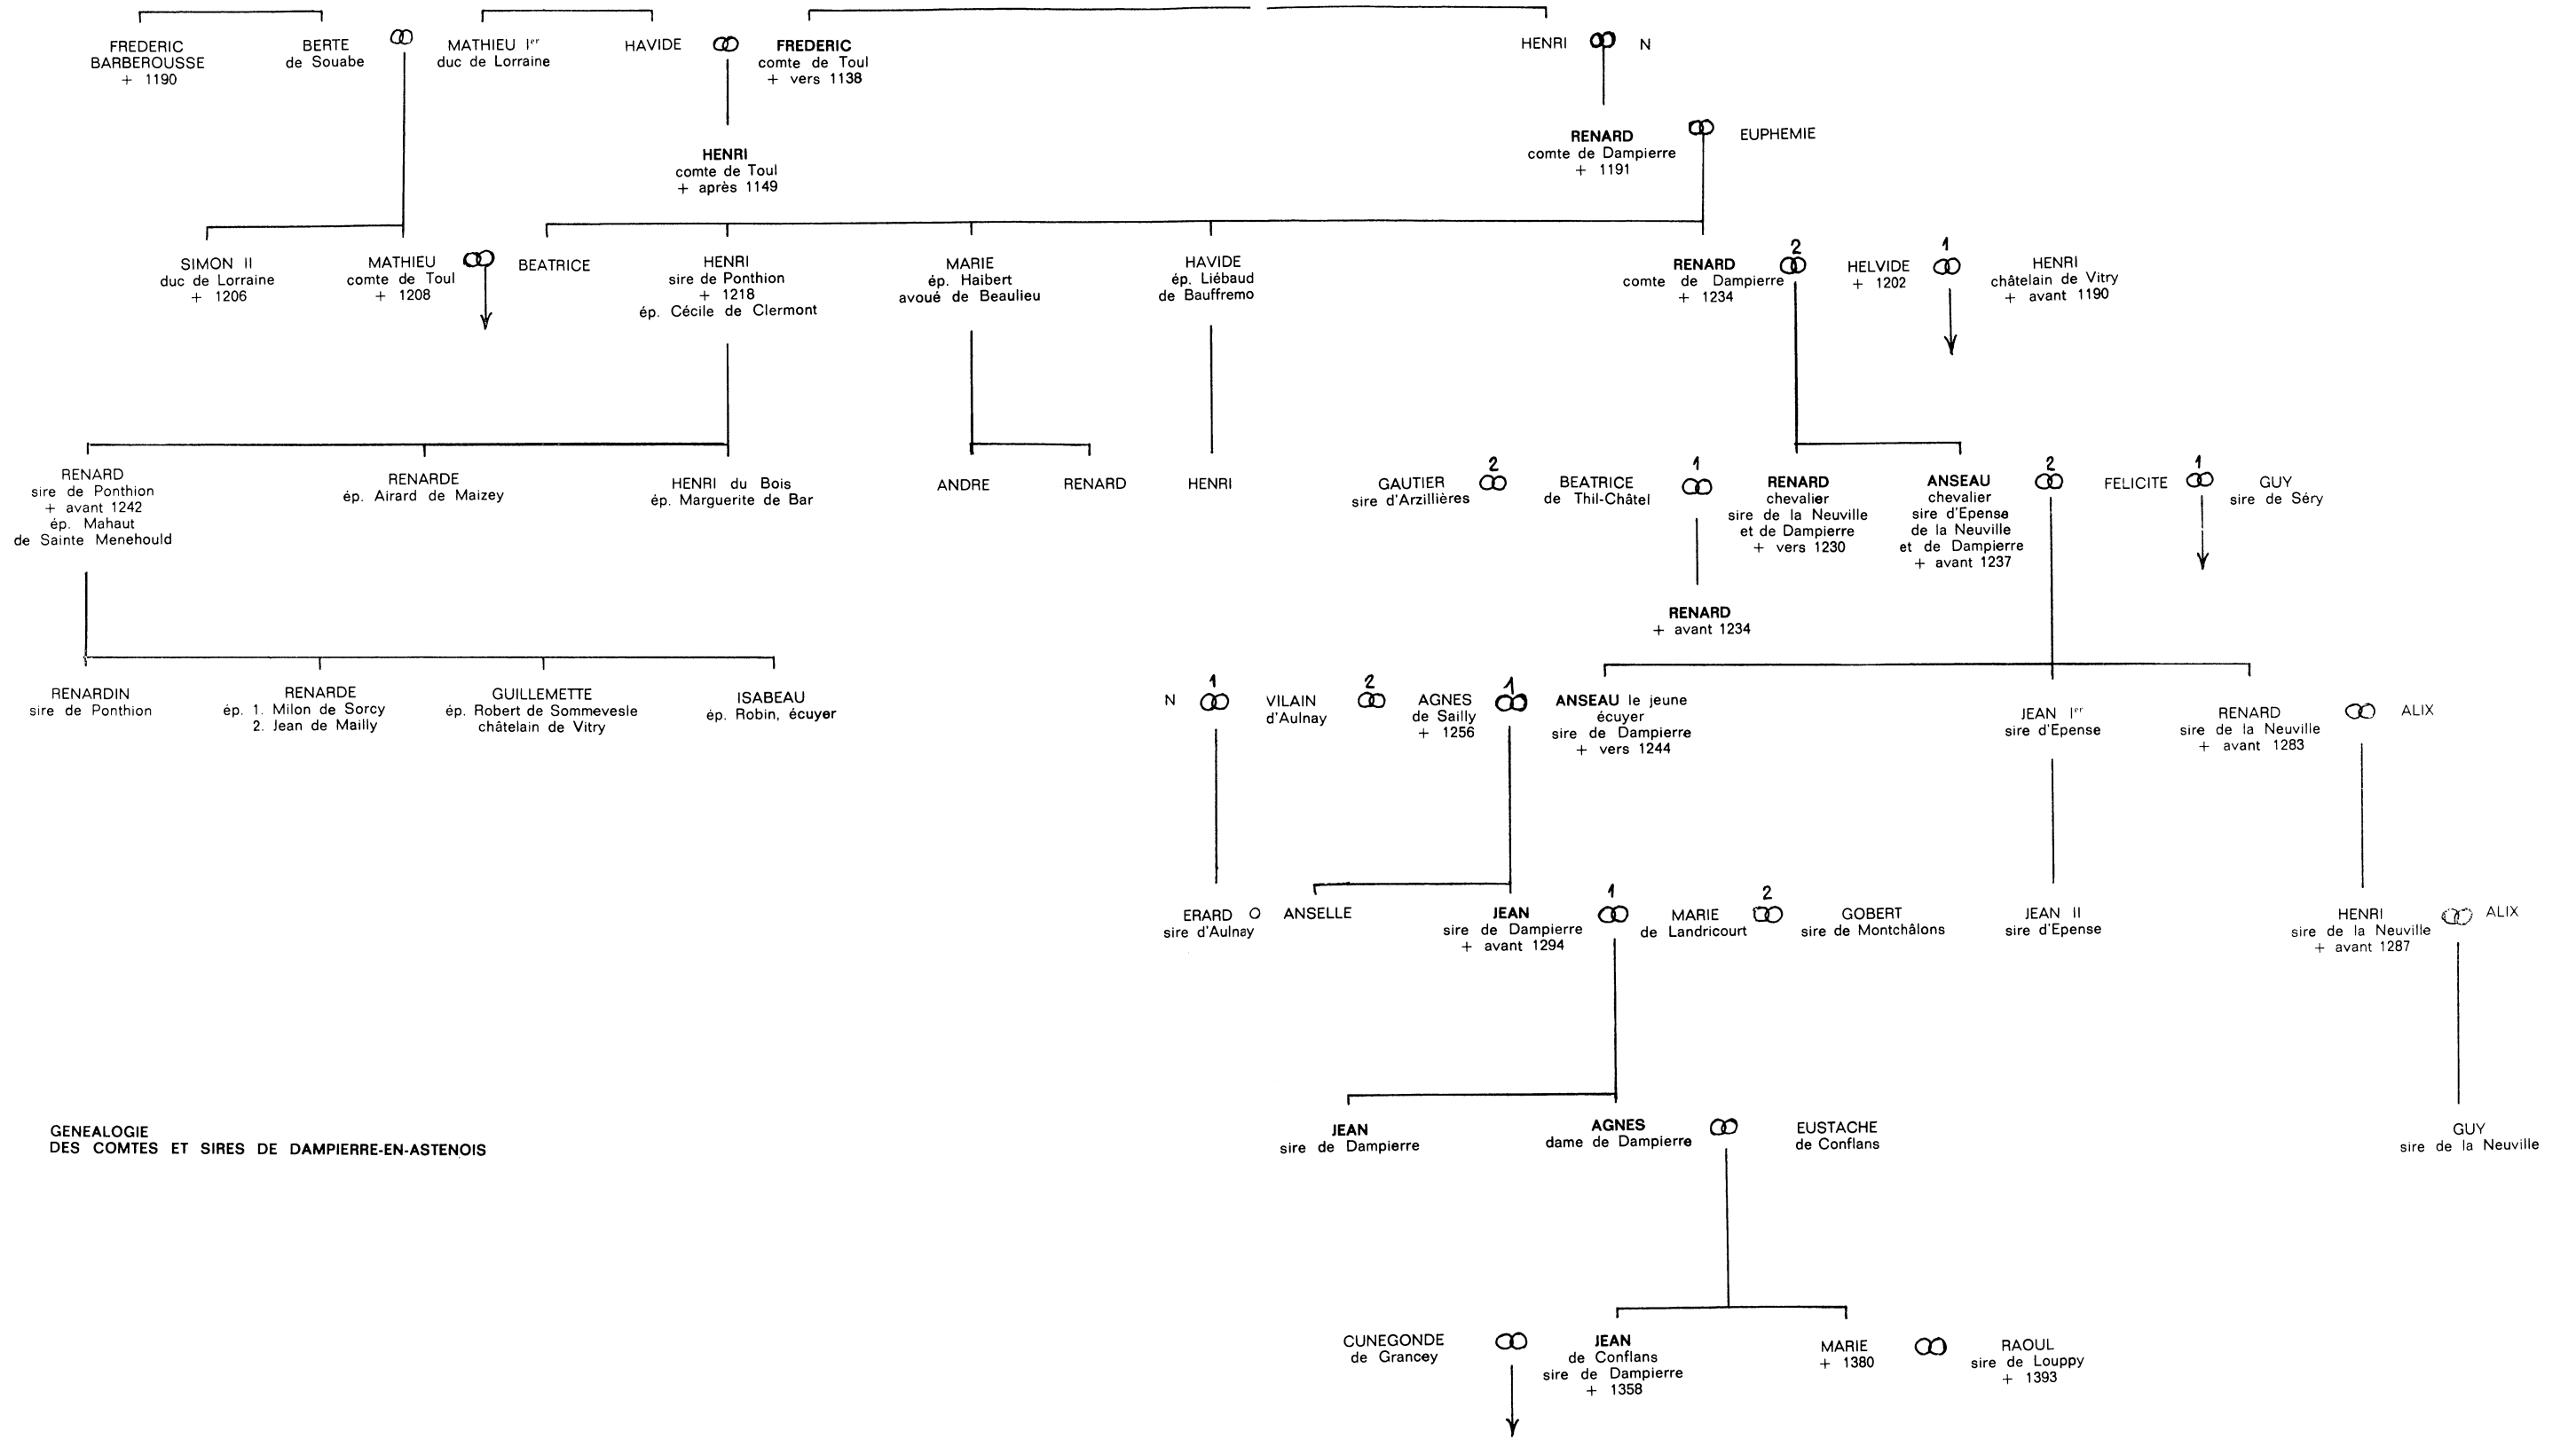 FREDERIC
BARBEROUSSE
+ 1190
BERTE
de Souabe
MATHIEU Ier
duc de Lorraine
HAVIDE
FREDERIC
comte de Toul
+ vers 1138
HENRI
N
HENRI
comte de Toul
+ après 1149
RENARD
comte de Dampierre
+ 1191
EUPHEMIE
SIMON II
duc de Lorraine
+ 1206
MATHIEU
comte de Toul
+ 1208
BEATRICE
HENRI
sire de Ponthion
+ 1218
ép. Cécile de Clermont
MARIE
ép. Haibert
avoué de Beaulieu
HAVIDE
ép. Liébaud
de Bauffremo
RENARD
comte de Dampierre
+ 1234
2
HELVIDE
+ 1202
1
HENRI
châtelain de Vitry
+ avant 1190
RENARD
sire de Ponthion
+ avant 1242
ép. Mahaut
de Sainte Menehould
RENARDE
ép. Airard de Maizey
HENRI du Bois
ép. Marguerite de Bar
ANDRE
RENARD
HENRI
GAUTIER
sire d'Arzillières
2
BEATRICE
de Thil-Châtel
1
RENARD
chevalier
sire de la Neuville
et de Dampierre
+ vers 1230
ANSEAU
chevalier
sire d'Epense
de la Neuville
et de Dampierre
+ avant 1237
2
FELICITE
1
GUY
sire de Séry
RENARD
+ avant 1234
RENARDIN
sire de Ponthion
RENARDE
ép. 1. Milon de Sorcy
2. Jean de Mailly
GUILLEMETTE
ép. Robert de Sommevesle
châtelain de Vitry
ISABEAU
ép. Robin, écuyer
N
1
VILAIN
d'Aulnay
2
AGNES
de Sailly
+ 1256
1
ANSEAU le jeune
écuyer
sire de Dampierre
+ vers 1244
JEAN Ier
sire d'Epense
RENARD
sire de la Neuville
+ avant 1283
ALIX
ERARD
sire d'Aulnay
ANSELLE
JEAN
sire de Dampierre
+ avant 1294
1
MARIE
de Landricourt
2
GOBERT
sire de Montchâlons
JEAN II
sire d'Epense
HENRI
sire de la Neuville
+ avant 1287
ALIX
GENEALOGIE
DES COMTES ET SIRES DE DAMPIERRE-EN-ASTENOIS
JEAN
sire de Dampierre
AGNES
dame de Dampierre
EUSTACHE
de Conflans
GUY
sire de la Neuville
CUNEGONDE
de Grancey
JEAN
de Conflans
sire de Dampierre
+ 1358
MARIE
+ 1380
RAOUL
sire de Louppy
+ 1393